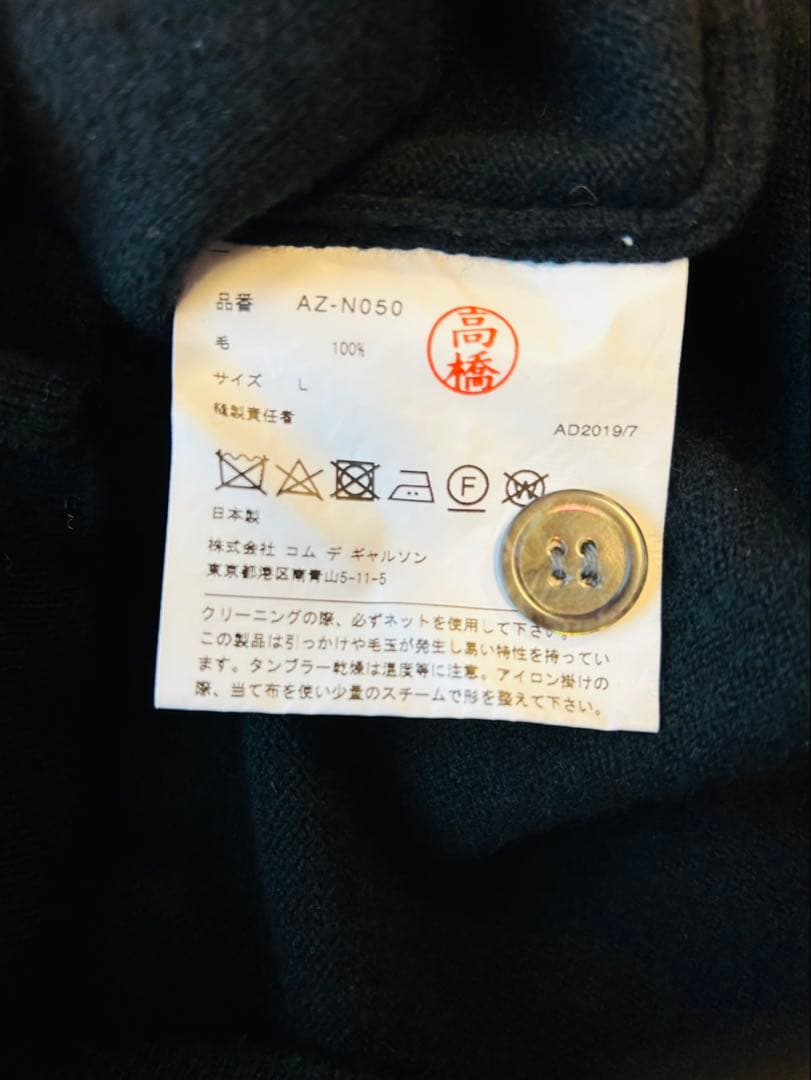 品番 AZ-N050
高橋
毛 100%
サイズ L
縫製責任者
AD2019/7
F W
日本製
株式会社 コム デ ギャルソン
東京都港区南青山5-11-5
クリーニングの際、必ずネットを使用して下さい。
この製品は引っかけや毛玉が発生し易い特性を持ってい
ます。タンブラー乾燥は温度等に注意。アイロン掛けの
際、当て布を使い少量のスチームで形を整えて下さい。